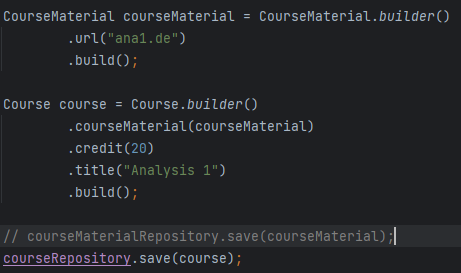 CourseMaterial courseMaterial = CourseMaterial.builder()
.url("ana1.de")
.build();
Course course = Course.builder()
.courseMaterial(courseMaterial)
.credit(20)
.title("Analysis 1")
.build();
// courseMaterialRepository.save(courseMaterial);
courseRepository.save(course);